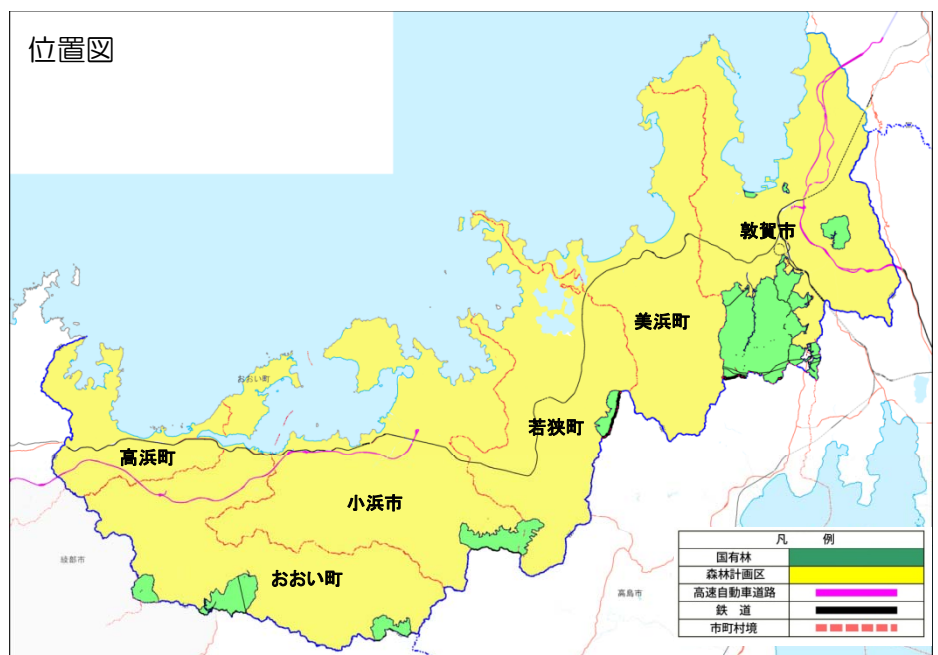 位置図
敦賀市
美浜町
おおい町
若狭町
高浜町
小浜市
綾部市
おおい町
高島市
凡 例
国有林
森林計画区
高速自動車道路
鉄 道
市町村境